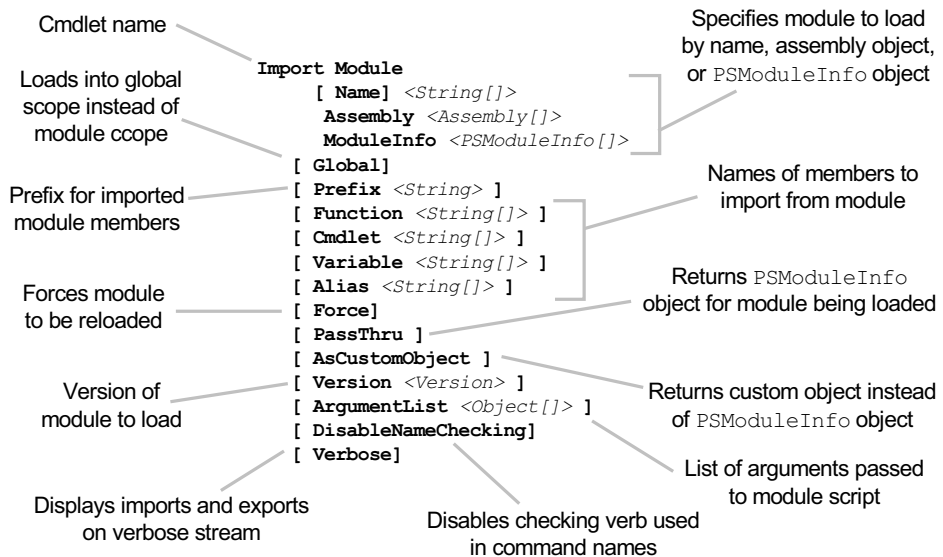 Cmdlet name
Loads into global
scope instead of
module ccope
Prefix for imported
module members
Forces module
to be reloaded
Version of
module to load
Displays imports and exports
on verbose stream
Import Module
[ Name] <String[]>
Assembly <Assembly[]>
ModuleInfo <PSModuleInfo[]>
[ Global]
[ Prefix <String> ]
[ Function <String[]> ]
[ Cmdlet <String[]> ]
[ Variable <String[]> ]
[ Alias <String[]> ]
[ Force]
[ PassThru ]
[ AsCustomObject ]
[ Version <Version> ]
[ ArgumentList <Object[]> ]
[ DisableNameChecking]
[ Verbose]
Specifies module to load
by name, assembly object,
or PSModuleInfo object
Names of members to
import from module
Returns PSModuleInfo
object for module being loaded
Returns custom object instead
of PSModuleInfo object
List of arguments passed
to module script
Disables checking verb used
in command names